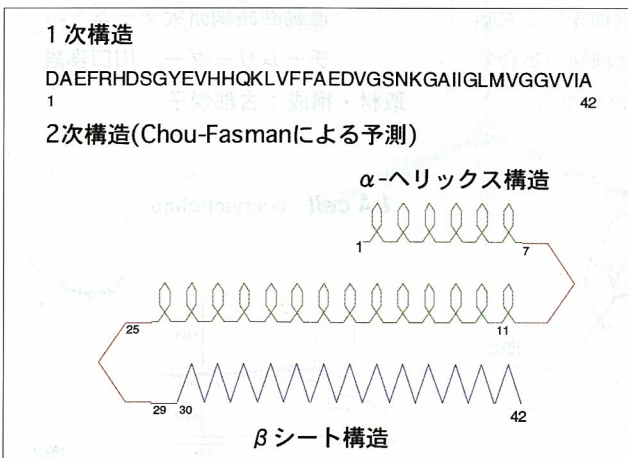 1次構造
DAEFRHDSGYEVHHQKLVFFAEDVGSNKGAIIGLMVGGVVIA
1 42
2次構造(Chou-Fasmanによる予測)
α-ヘリックス構造
1 7
25 11
29 30 42
βシート構造